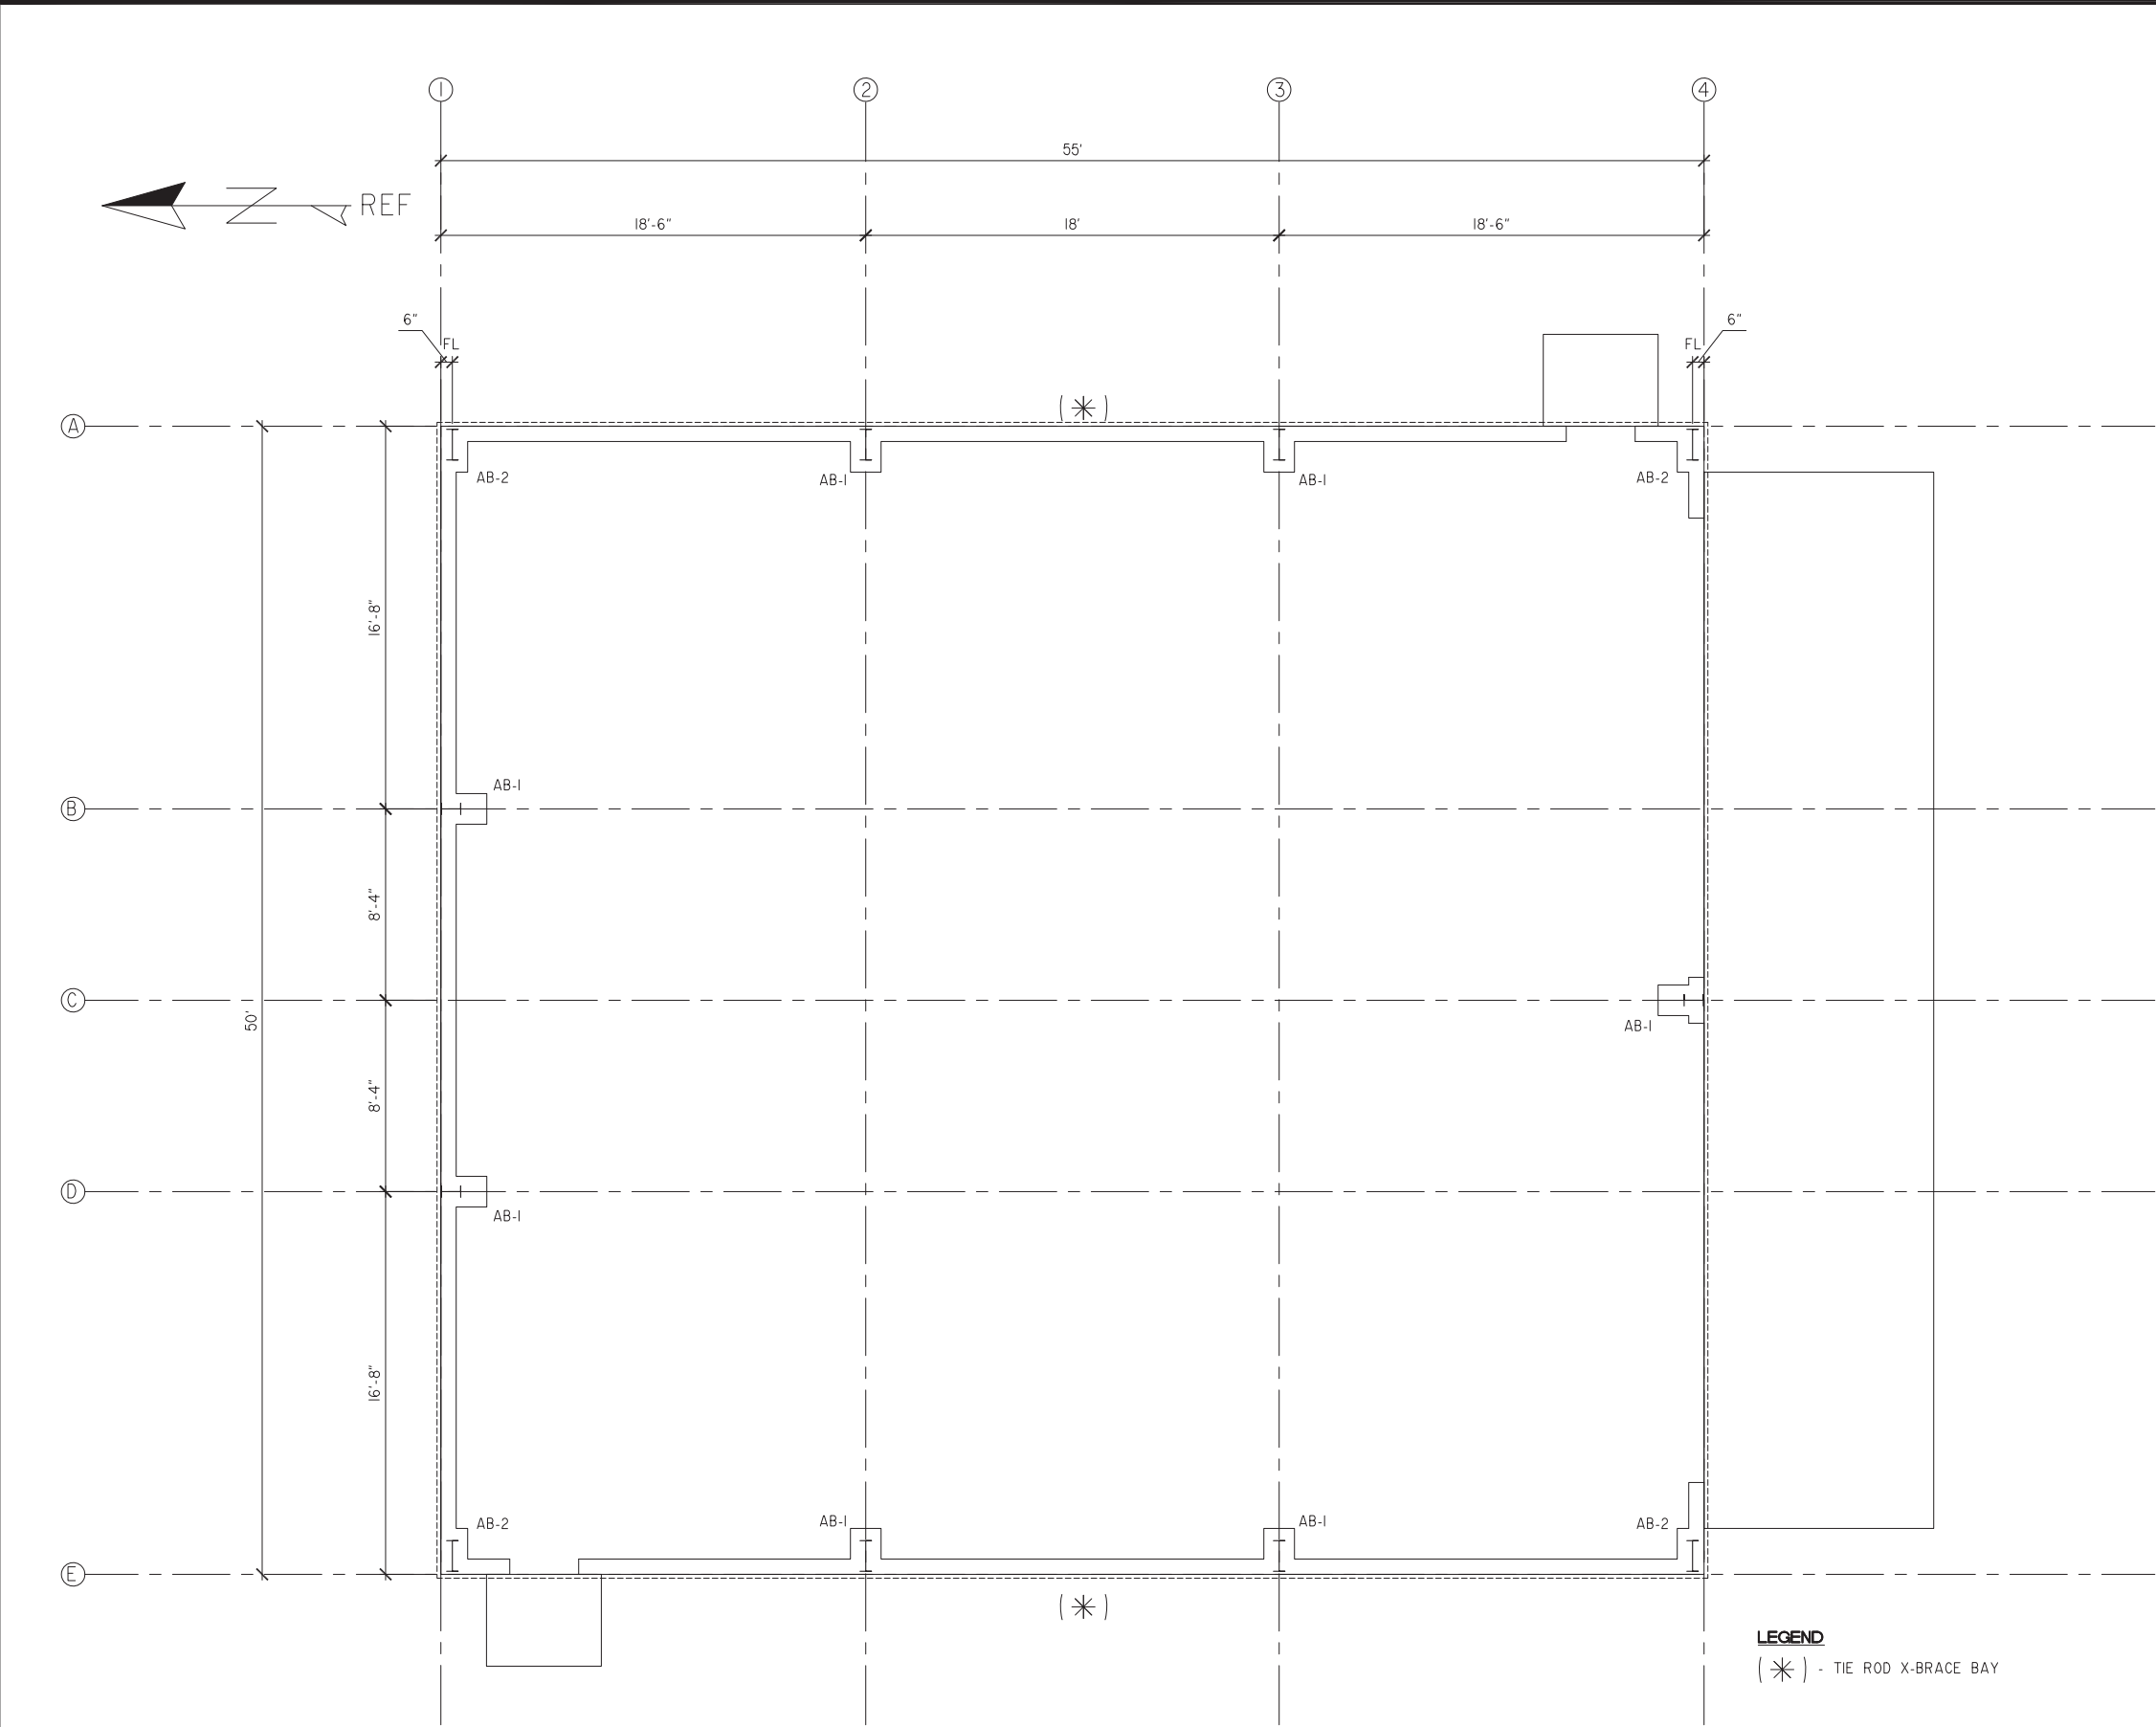 1 2 3 4
55'
N REF
18'-6" 18' 18'-6"
6" 6"
FL FL
(*)
A
AB-2 AB-1 AB-1 AB-2
16'-8"
AB-1
B
8'-4"
C
50'
AB-1
8'-4"
D
AB-1
16'-8"
AB-2 AB-1 AB-1 AB-2
E
(*)
LEGEND
(*) - TIE ROD X-BRACE BAY